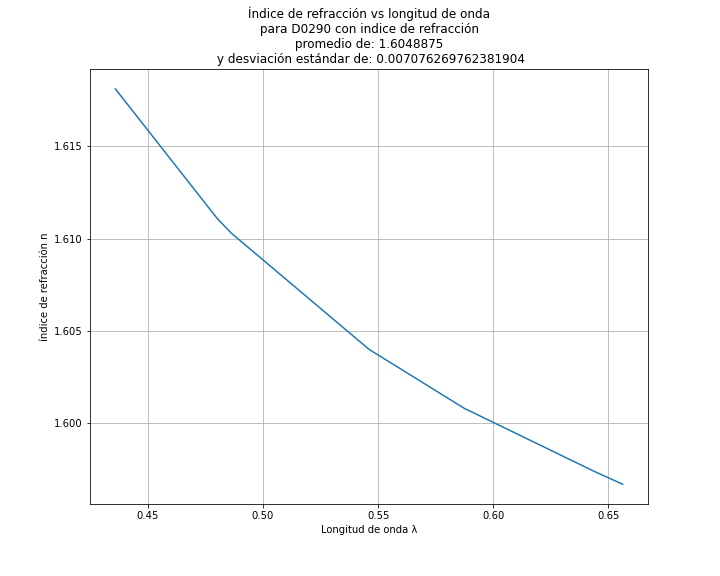 Índice de refracción vs longitud de onda
para D0290 con indice de refracción
promedio de: 1.6048875
y desviación estándar de: 0.007076269762381904
1.615
1.610
1.605
1.600
Índice de refracción n
0.45
0.50
0.55
0.60
0.65
Longitud de onda λ